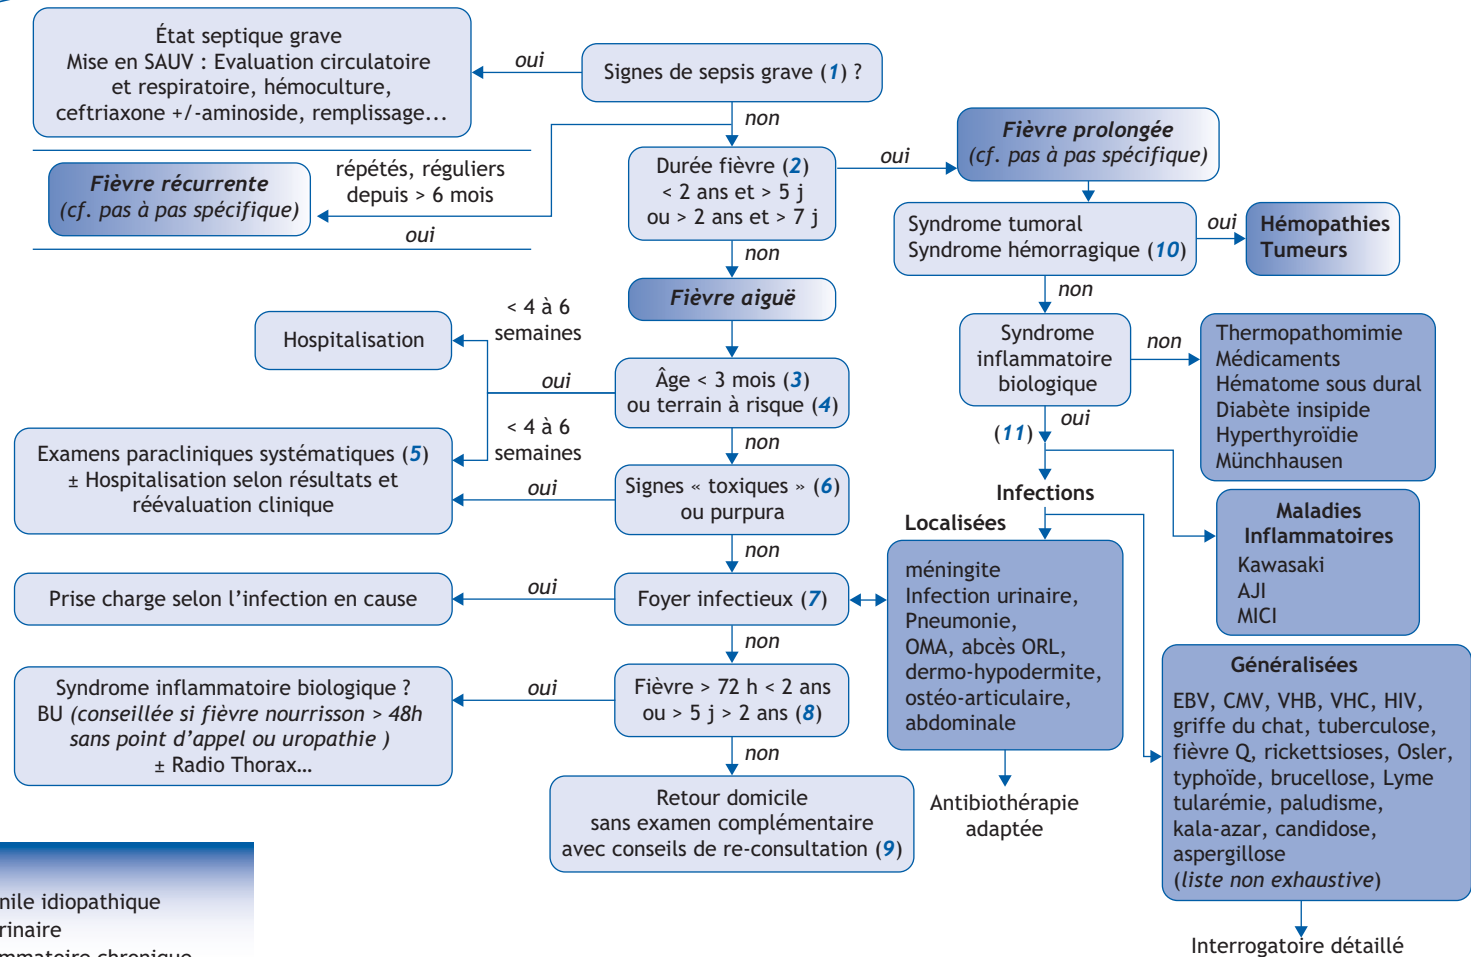 État septique grave
Mise en SAUV : Evaluation circulatoire
et respiratoire, hémoculture,
ceftriaxone +/-aminoside, remplissage...
oui
Signes de sepsis grave (1) ?
non
Fièvre récurrente
(cf. pas à pas spécifique)
répétés, réguliers
depuis > 6 mois
oui
Durée fièvre (2)
< 2 ans et > 5 j
ou > 2 ans et > 7 j
oui
Fièvre prolongée
(cf. pas à pas spécifique)
non
Syndrome tumoral
Syndrome hémorragique (10)
oui
Hémopathies
Tumeurs
non
Fièvre aiguë
Hospitalisation
< 4 à 6
semaines
oui
Âge < 3 mois (3)
ou terrain à risque (4)
non
< 4 à 6
semaines
Examens paracliniques systématiques (5)
± Hospitalisation selon résultats et
réévaluation clinique
oui
Signes « toxiques » (6)
ou purpura
non
Prise charge selon l'infection en cause
oui
Foyer infectieux (7)
non
Syndrome inflammatoire biologique ?
BU (conseillée si fièvre nourrisson > 48h
sans point d'appel ou uropathie )
± Radio Thorax…
oui
Fièvre > 72 h < 2 ans
ou > 5 j > 2 ans (8)
non
Retour domicile
sans examen complémentaire
avec conseils de re-consultation (9)
Syndrome
inflammatoire
biologique
non
Thermopathomimie
Médicaments
Hématome sous dural
Diabète insipide
Hyperthyroïdie
Münchhausen
(11)
oui
Infections
Localisées
méningite
Infection urinaire,
Pneumonie,
OMA, abcès ORL,
dermo-hypodermite,
ostéo-articulaire,
abdominale
Antibiothérapie
adaptée
Maladies
Inflammatoires
Kawasaki
AJI
MICI
Généralisées
EBV, CMV, VHB, VHC, HIV,
griffe du chat, tuberculose,
fièvre Q, rickettsioses, Osler,
typhoïde, brucellose, Lyme
tularémie, paludisme,
kala-azar, candidose,
aspergillose
(liste non exhaustive)
Interrogatoire détaillé
nile idiopathique
rinaire
mmatoire chronique